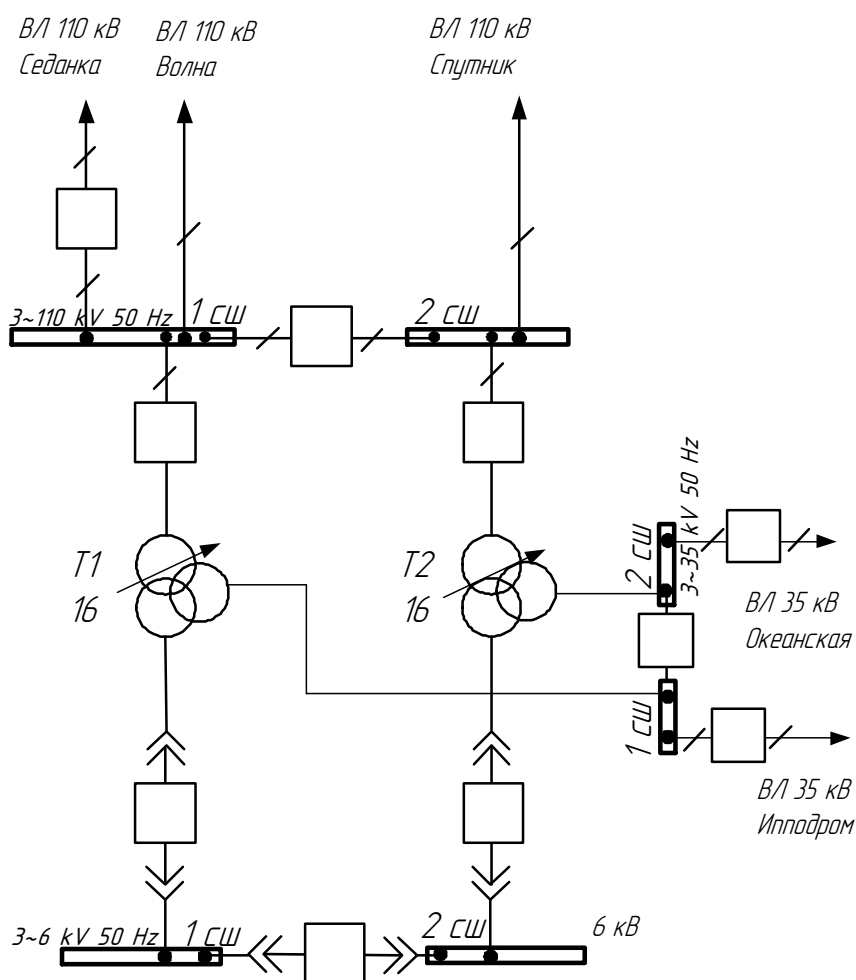 ВЛ 110 кВ
Седанка
ВЛ 110 кВ
Волна
ВЛ 110 кВ
Спутник
3~110 kV 50 Hz
1 СШ
2 СШ
Т1
16
Т2
16
2 СШ
3~35 kV 50 Hz
ВЛ 35 кВ
Океанская
1 СШ
ВЛ 35 кВ
Ипподром
3~6 kV 50 Hz
1 СШ
2 СШ
6 кВ